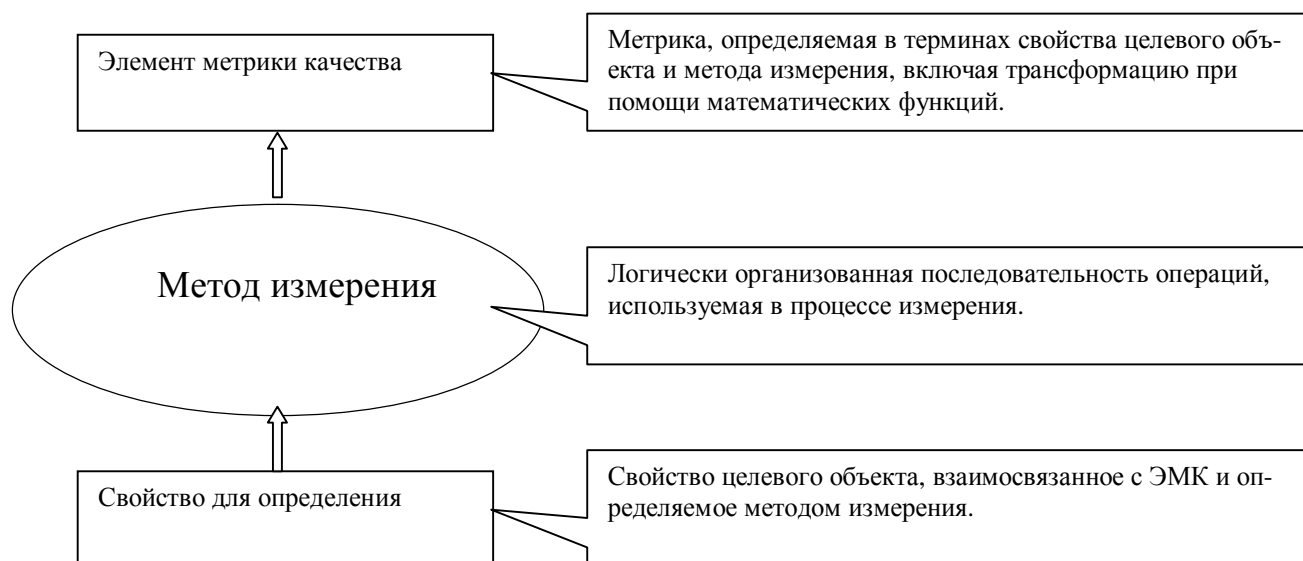 Элемент метрики качества
Метрика, определяемая в терминах свойства целевого объ-
екта и метода измерения, включая трансформацию при
помощи математических функций.
Метод измерения
Логически организованная последовательность операций,
используемая в процессе измерения.
Свойство для определения
Свойство целевого объекта, взаимосвязанное с ЭМК и оп-
ределяемое методом измерения.